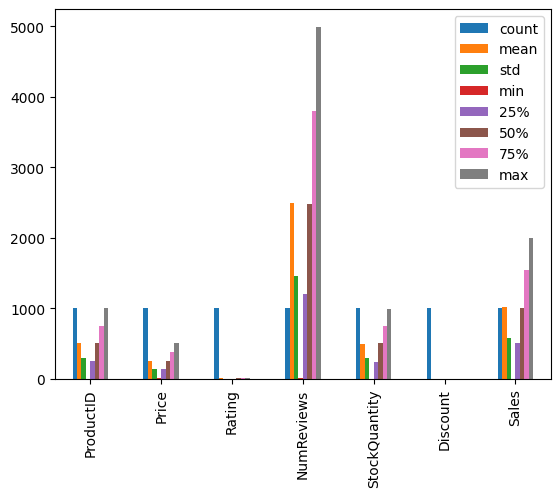 5000
4000
3000
2000
1000
0
count
mean
std
min
25%
50%
75%
max
ProductID
Price
Rating
NumReviews
StockQuantity
Discount
Sales